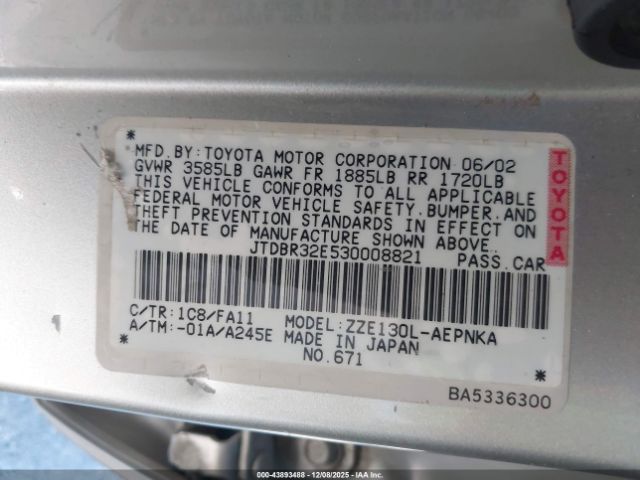 MFD.BY:TOYOTA MOTOR CORPORATION 06/02
GVWR 3585LB GAWR FR 1885LB RR 1720LB
THIS VEHICLE CONFORMS TO ALL APPLICABLE
FEDERAL MOTOR VEHICLE SAFETY.BUMPER.AND
THEFT PREVENTION STANDARDS IN EFFECT ON
THE DATE OF MANUFACTURE SHOWN ABOVE.
JTDBR32E530008821 PASS.CAR
TOYOTA
C/TR:1C8/FA11 MODEL:ZZE130L-AEPNKA
A/TM:-01A/A245E MADE IN JAPAN
NO.671
BA5336300
000-43893488 - 12/08/2025 - IAAI.COM